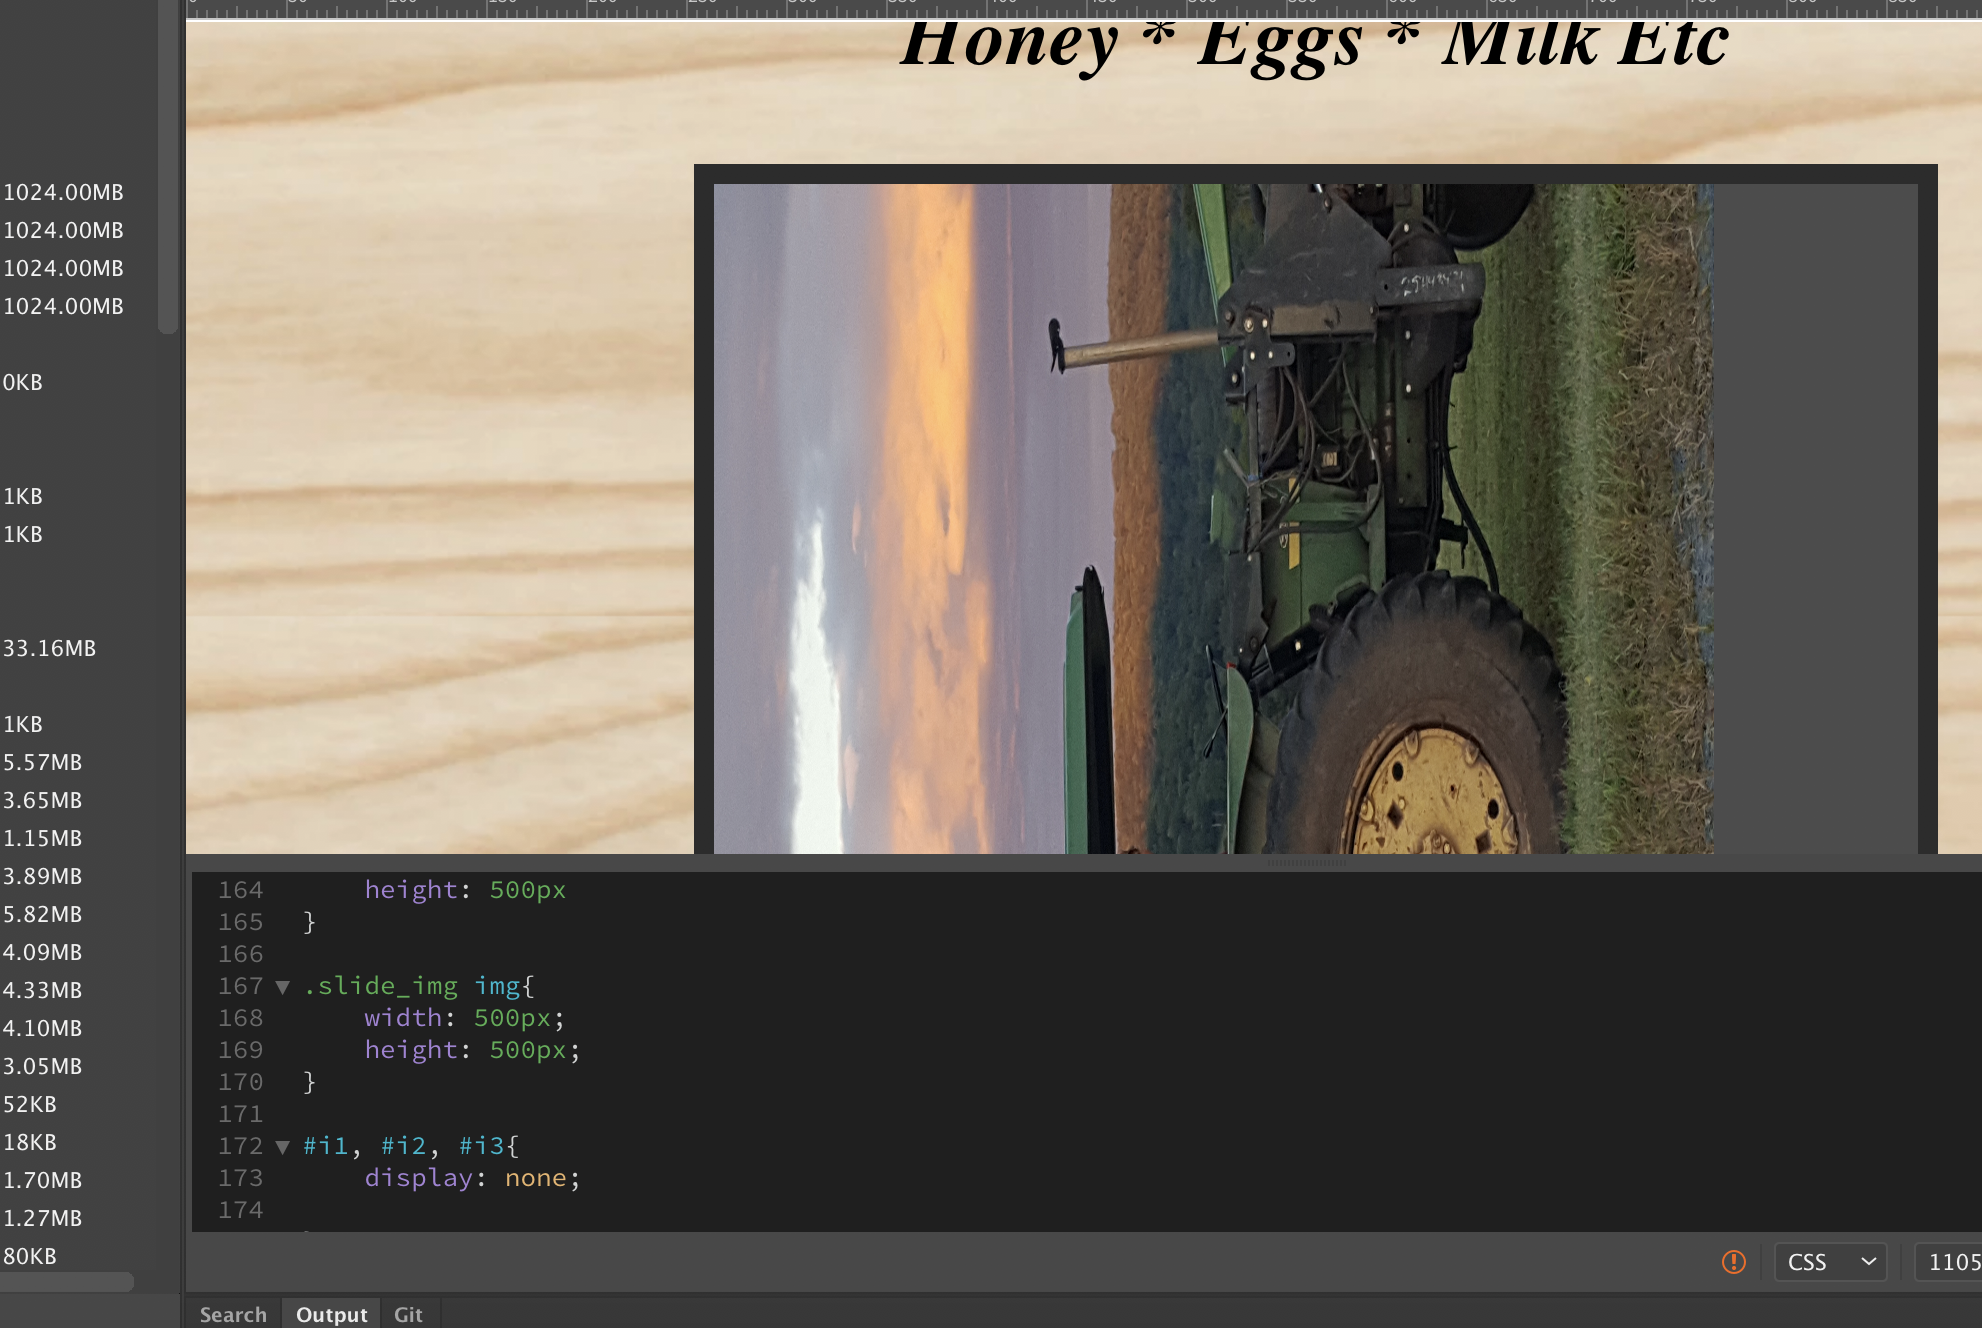 Honey * Eggs * Milk Etc
1024.00MB
1024.00MB
1024.00MB
1024.00MB
0KB
1KB
1KB
33.16MB
1KB
5.57MB
3.65MB
1.15MB
3.89MB
5.82MB
4.09MB
4.33MB
4.10MB
3.05MB
52KB
18KB
1.70MB
1.27MB
80KB
164 height: 500px
165 }
166
167 ▼ .slide_img img{
168 width: 500px;
169 height: 500px;
170 }
171
172 ▼ #i1, #i2, #i3{
173 display: none;
174
CSS
1105
Search Output Git